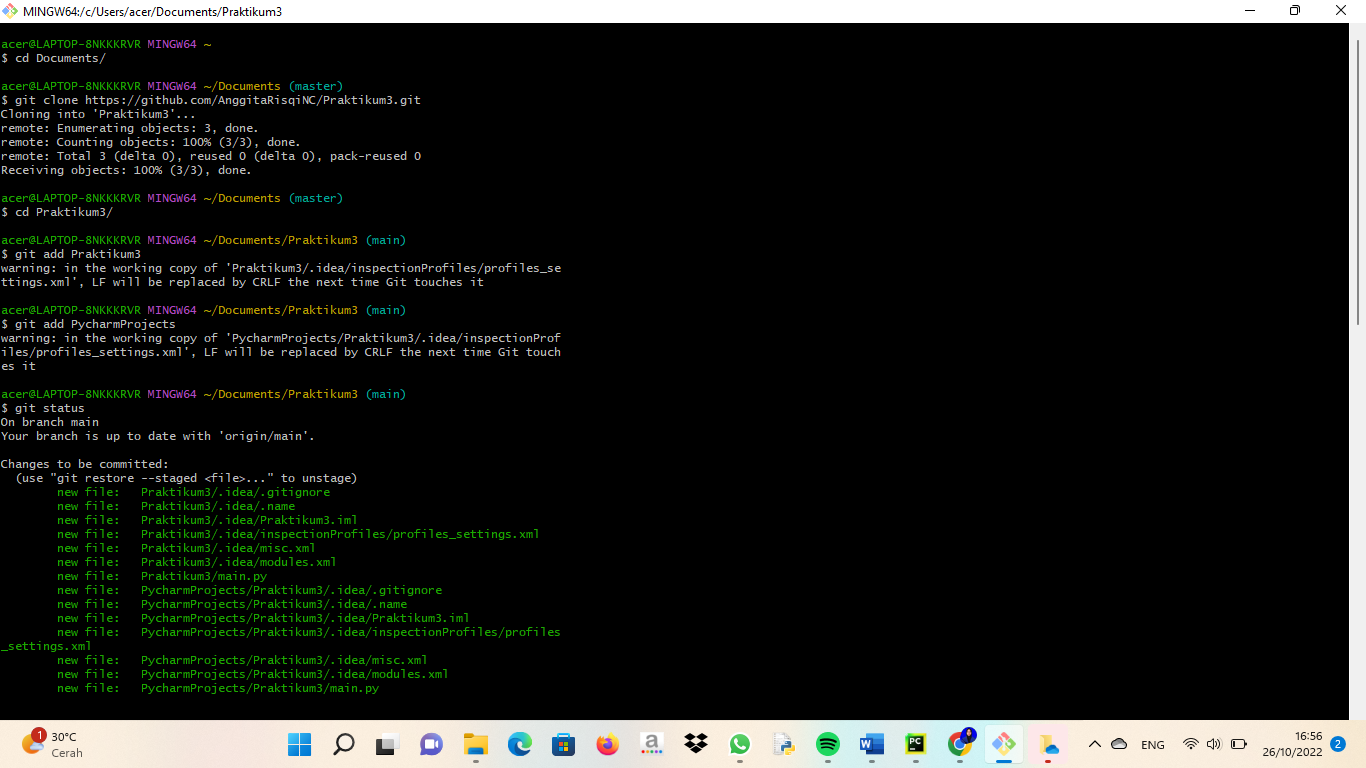 MINGW64:/c/Users/acer/Documents/Praktikum3
acer@LAPTOP-8NKKKRVR MINGW64 ~
$ cd Documents/
acer@LAPTOP-8NKKKRVR MINGW64 ~/Documents (master)
$ git clone https://github.com/AnggitaRisqiNC/Praktikum3.git
Cloning into 'Praktikum3'...
remote: Enumerating objects: 3, done.
remote: Counting objects: 100% (3/3), done.
remote: Total 3 (delta 0), reused 0 (delta 0), pack-reused 0
Receiving objects: 100% (3/3), done.
acer@LAPTOP-8NKKKRVR MINGW64 ~/Documents (master)
$ cd Praktikum3/
acer@LAPTOP-8NKKKRVR MINGW64 ~/Documents/Praktikum3 (main)
$ git add Praktikum3
warning: in the working copy of 'Praktikum3/.idea/inspectionProfiles/profiles_se
ttings.xml', LF will be replaced by CRLF the next time Git touches it
acer@LAPTOP-8NKKKRVR MINGW64 ~/Documents/Praktikum3 (main)
$ git add PycharmProjects
warning: in the working copy of 'PycharmProjects/Praktikum3/.idea/inspectionProf
iles/profiles_settings.xml', LF will be replaced by CRLF the next time Git touch
es it
acer@LAPTOP-8NKKKRVR MINGW64 ~/Documents/Praktikum3 (main)
$ git status
On branch main
Your branch is up to date with 'origin/main'.
Changes to be committed:
(use "git restore --staged <file>..." to unstage)
new file: Praktikum3/.idea/.gitignore
new file: Praktikum3/.idea/.name
new file: Praktikum3/.idea/Praktikum3.iml
new file: Praktikum3/.idea/inspectionProfiles/profiles_settings.xml
new file: Praktikum3/.idea/misc.xml
new file: Praktikum3/.idea/modules.xml
new file: Praktikum3/main.py
new file: PycharmProjects/Praktikum3/.idea/.gitignore
new file: PycharmProjects/Praktikum3/.idea/.name
new file: PycharmProjects/Praktikum3/.idea/Praktikum3.iml
new file: PycharmProjects/Praktikum3/.idea/inspectionProfiles/profiles
_settings.xml
new file: PycharmProjects/Praktikum3/.idea/misc.xml
new file: PycharmProjects/Praktikum3/.idea/modules.xml
new file: PycharmProjects/Praktikum3/main.py
1
30°C
Cerah
a
W
PC
ENG
16:56
26/10/2022
2